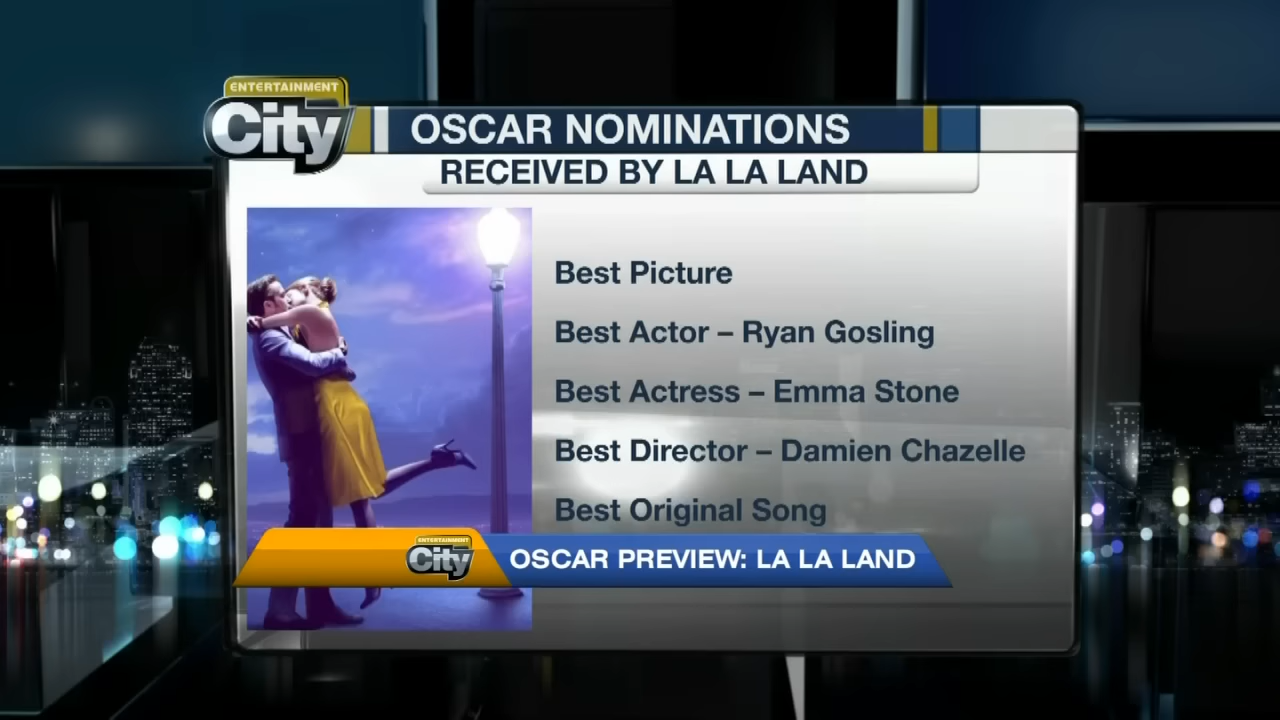 ENTERTAINMENT
City
OSCAR NOMINATIONS
RECEIVED BY LA LA LAND
Best Picture
Best Actor – Ryan Gosling
Best Actress – Emma Stone
Best Director – Damien Chazelle
Best Original Song
ENTERTAINMENT
City
OSCAR PREVIEW: LA LA LAND